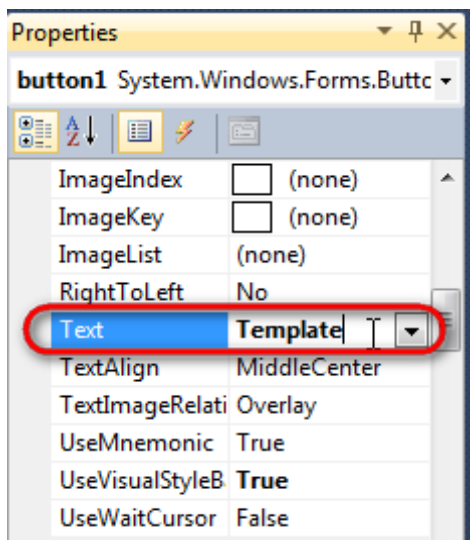 Properties
button1 System.Windows.Forms.Buttc
A Z
ImageIndex (none)
ImageKey (none)
ImageList (none)
RightToLeft No
Text Template
TextAlign MiddleCenter
TextImageRelati Overlay
UseMnemonic True
UseVisualStyleB True
UseWaitCursor False